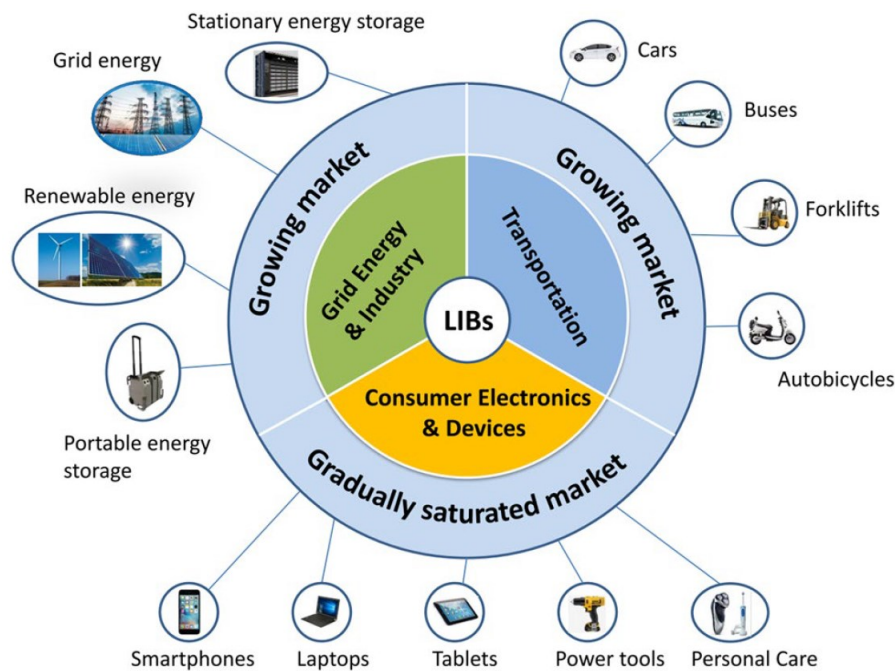 Stationary energy storage
Grid energy
Renewable energy
Portable energy
storage
Cars
Buses
Forklifts
Autobicycles
Growing market
Growing market
Grid Energy
& Industry
Transportation
LIBs
Consumer Electronics
& Devices
Gradually saturated market
Smartphones
Laptops
Tablets
Power tools
Personal Care